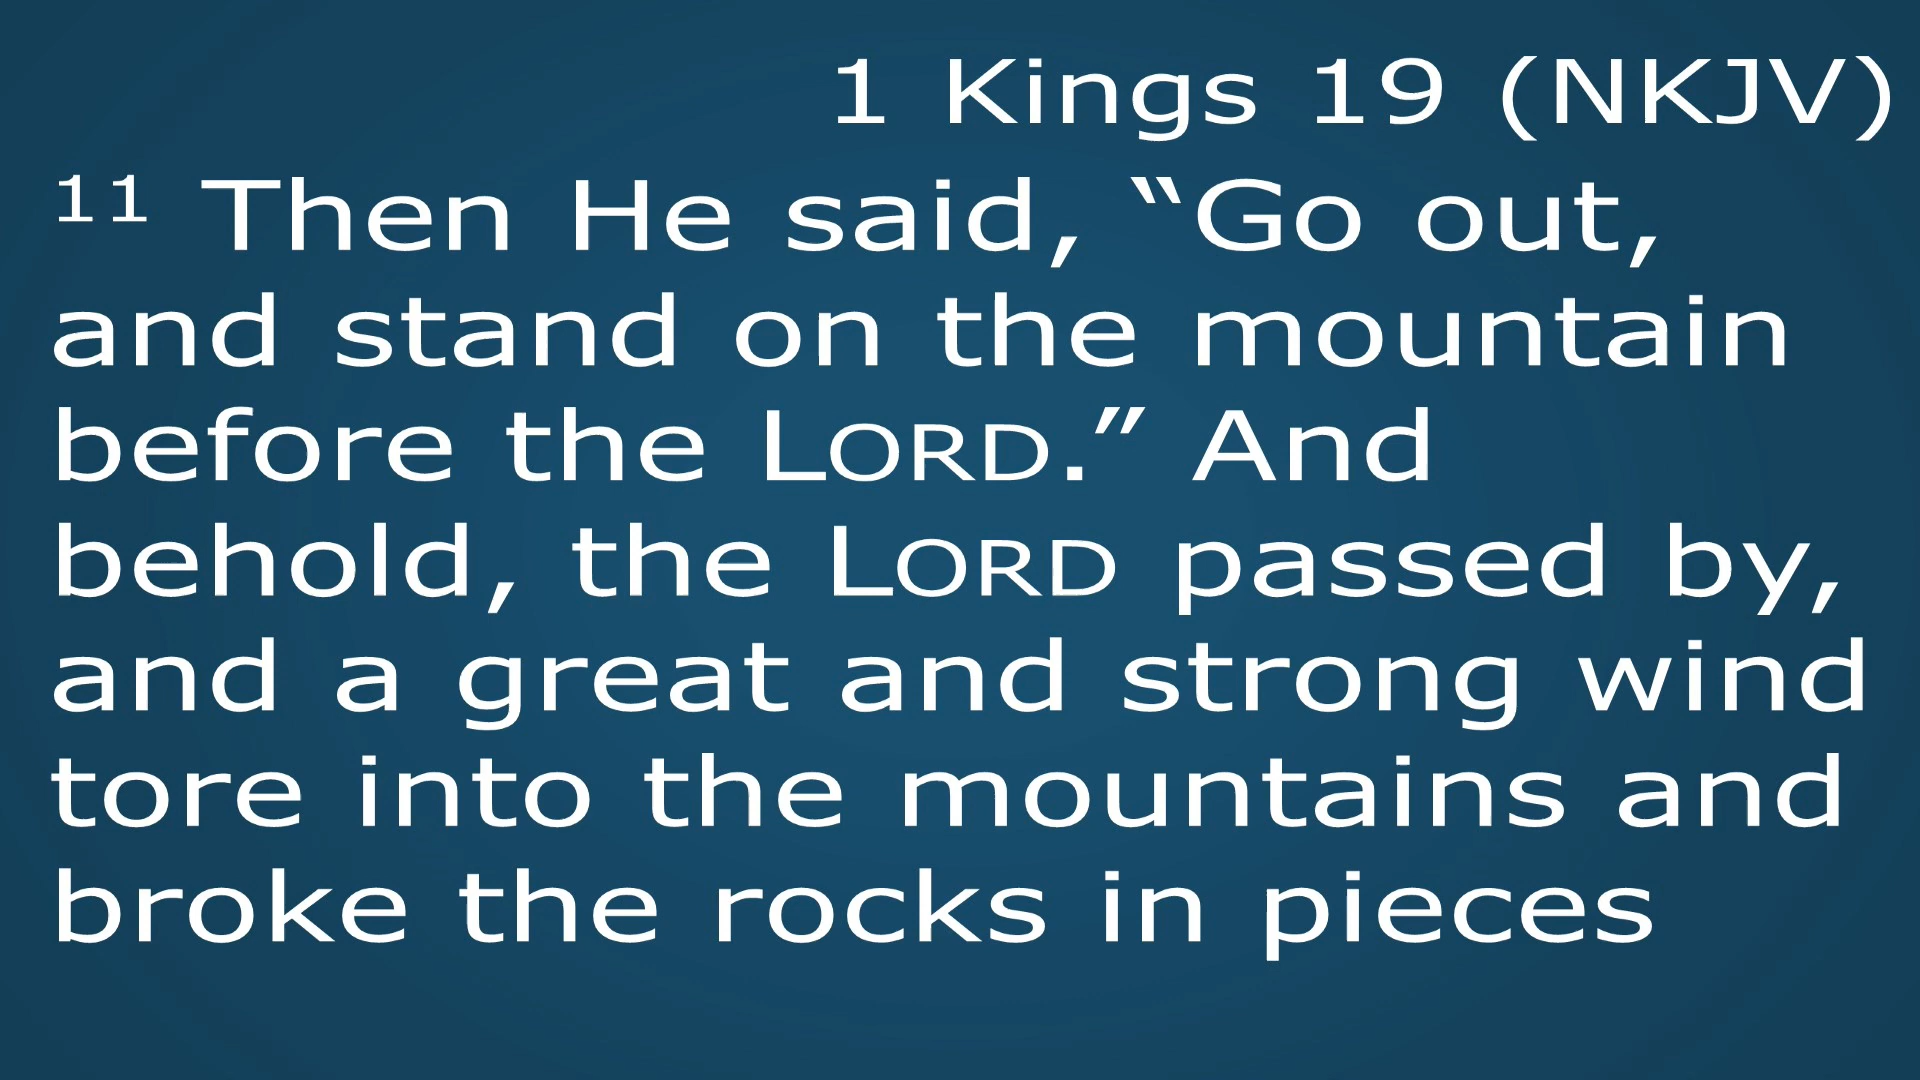 1 Kings 19 (NKJV)
11 Then He said, “Go out,
and stand on the mountain
before the LORD.” And
behold, the LORD passed by,
and a great and strong wind
tore into the mountains and
broke the rocks in pieces